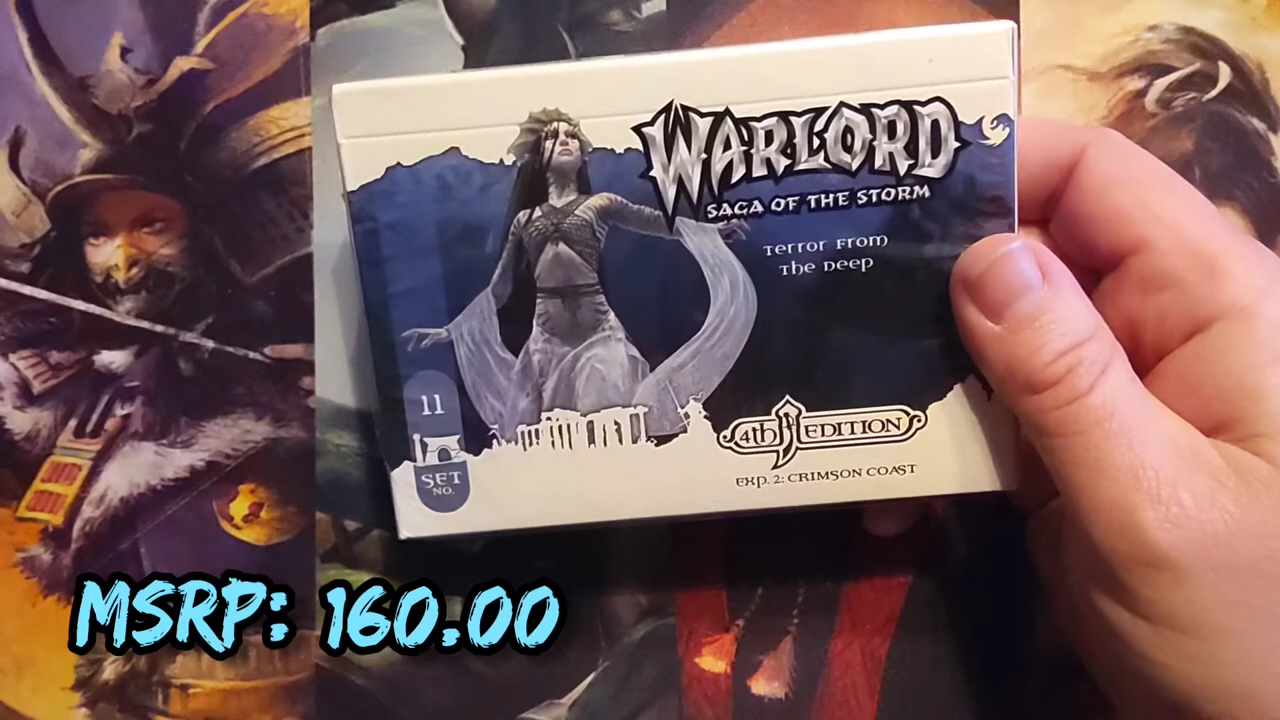 WARLORD
SAGA OF THE STORM
Terror From
The Deep
11
SET
NO.
4th EDITION
EXP. 2: CRIMSON COAST
MSRP: 160.00